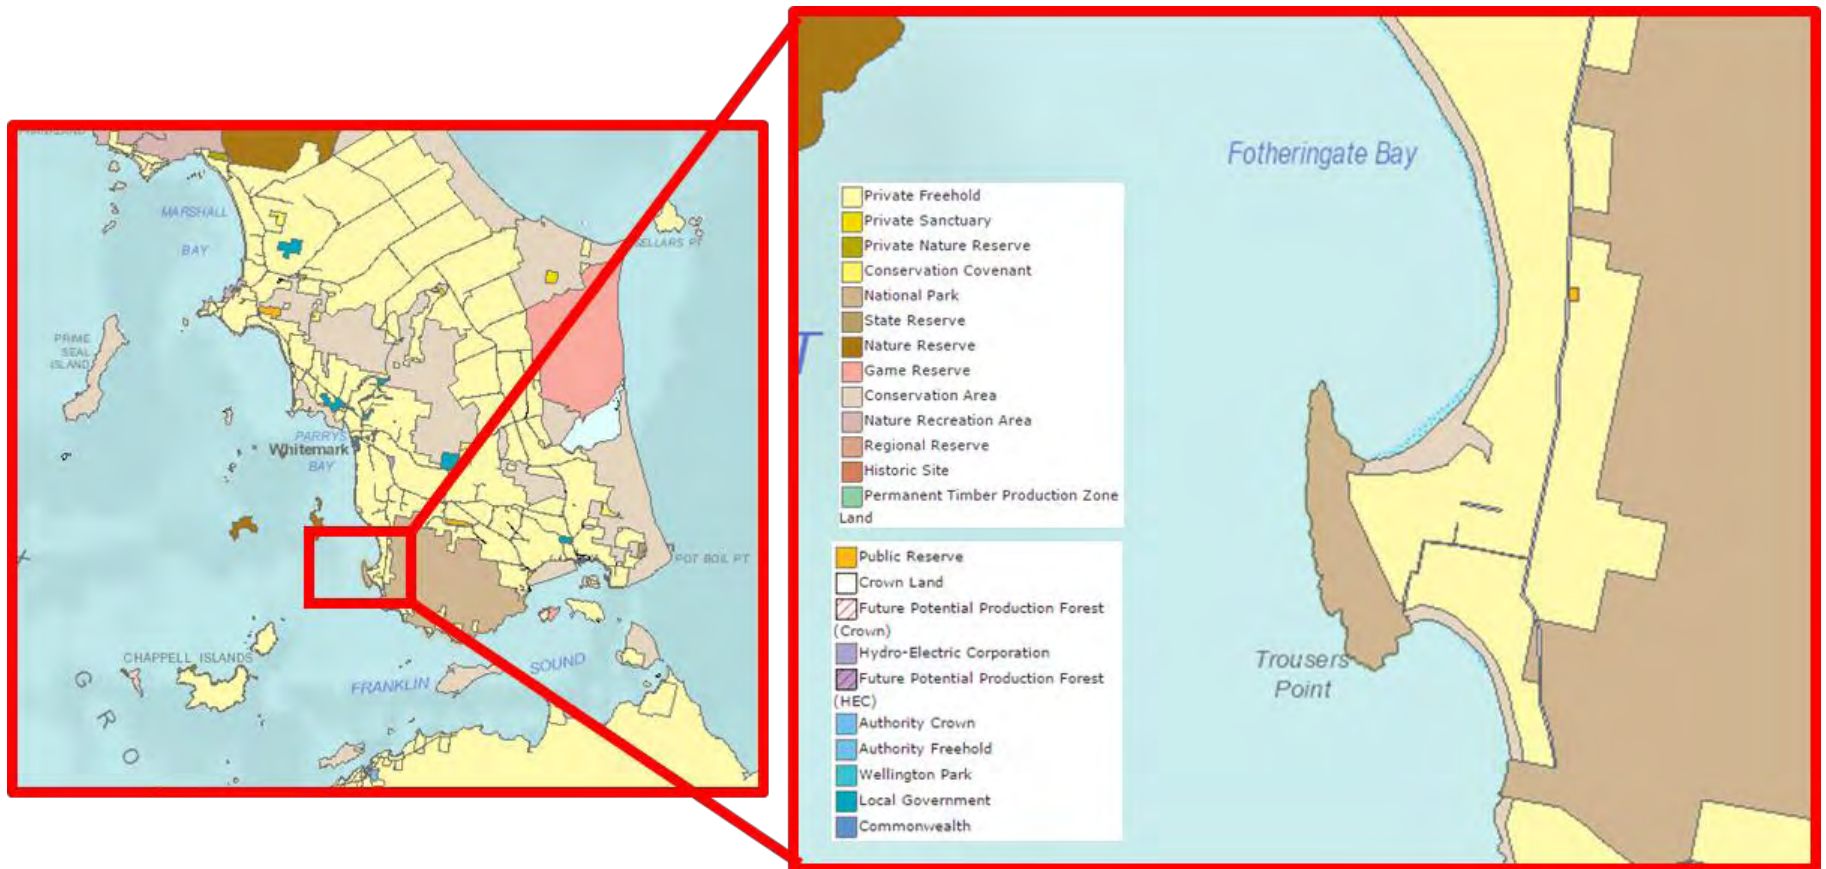 MARSHALL
BAY
SELLARS PT
PRIME
SEAL
ISLAND
PARRYS
Whitemark
BAY
POT BOIL PT
CHAPPELL ISLANDS
FRANKLIN
SOUND
G
R
O
Fotheringate Bay
T
Trousers
Point
Private Freehold
Private Sanctuary
Private Nature Reserve
Conservation Covenant
National Park
State Reserve
Nature Reserve
Game Reserve
Conservation Area
Nature Recreation Area
Regional Reserve
Historic Site
Permanent Timber Production Zone
Land
Public Reserve
Crown Land
Future Potential Production Forest
(Crown)
Hydro-Electric Corporation
Future Potential Production Forest
(HEC)
Authority Crown
Authority Freehold
Wellington Park
Local Government
Commonwealth